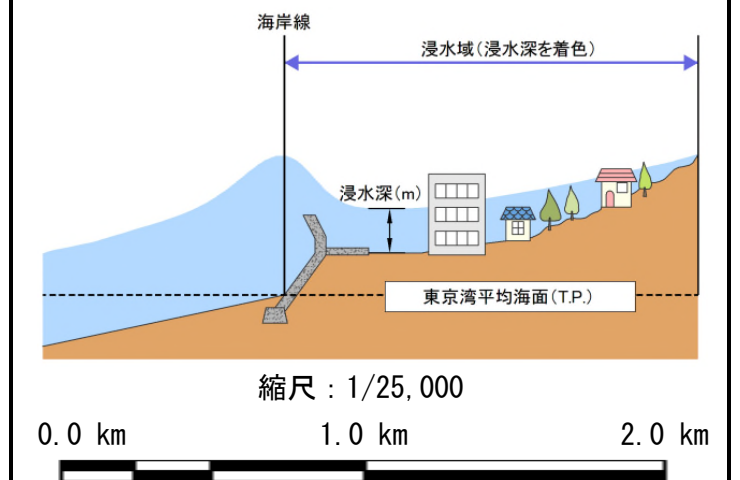 海岸線
浸水域(浸水深を着色)
浸水深(m)
東京湾平均海面(T.P.)
縮尺:1/25,000
0.0 km 1.0 km 2.0 km